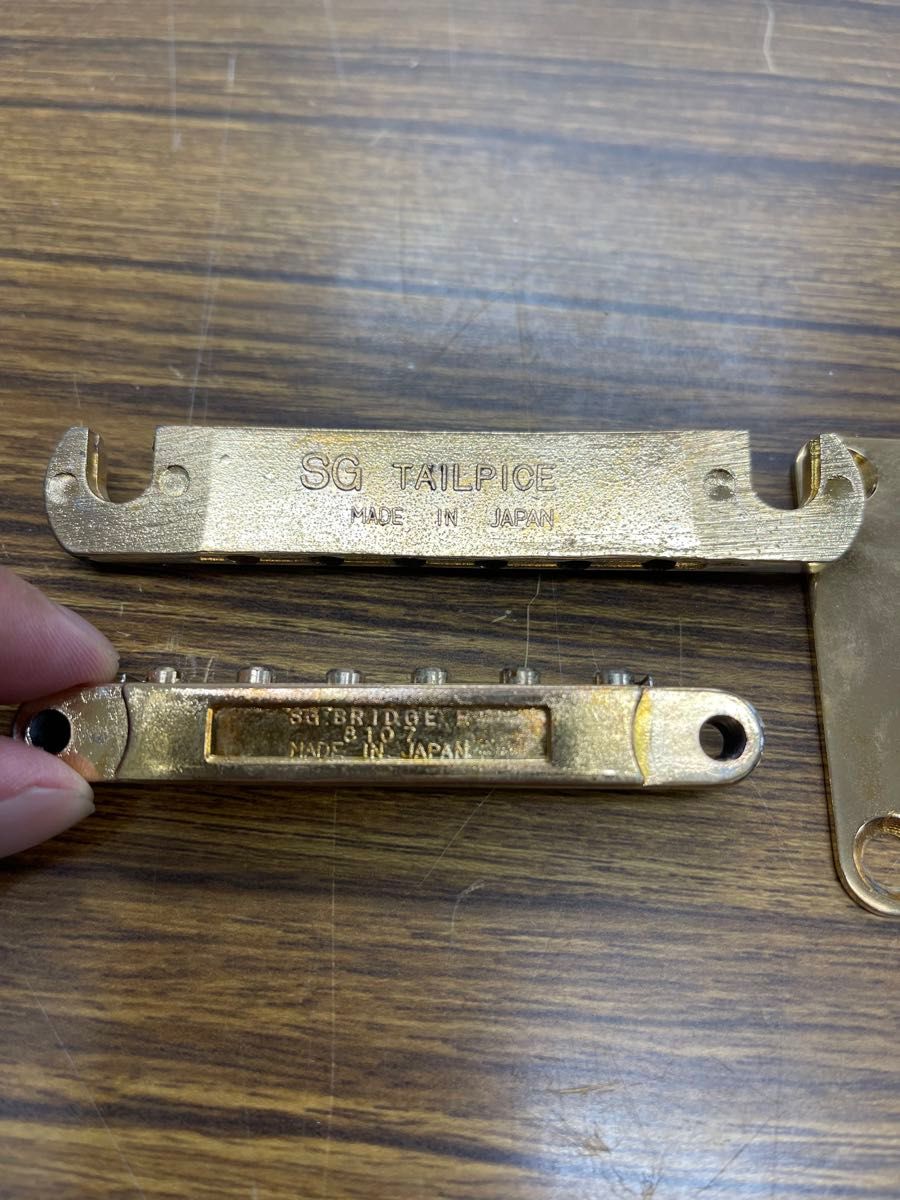 SG TAILPICE
MADE IN JAPAN
SG BRIDGE R
8107
MADE IN JAPAN